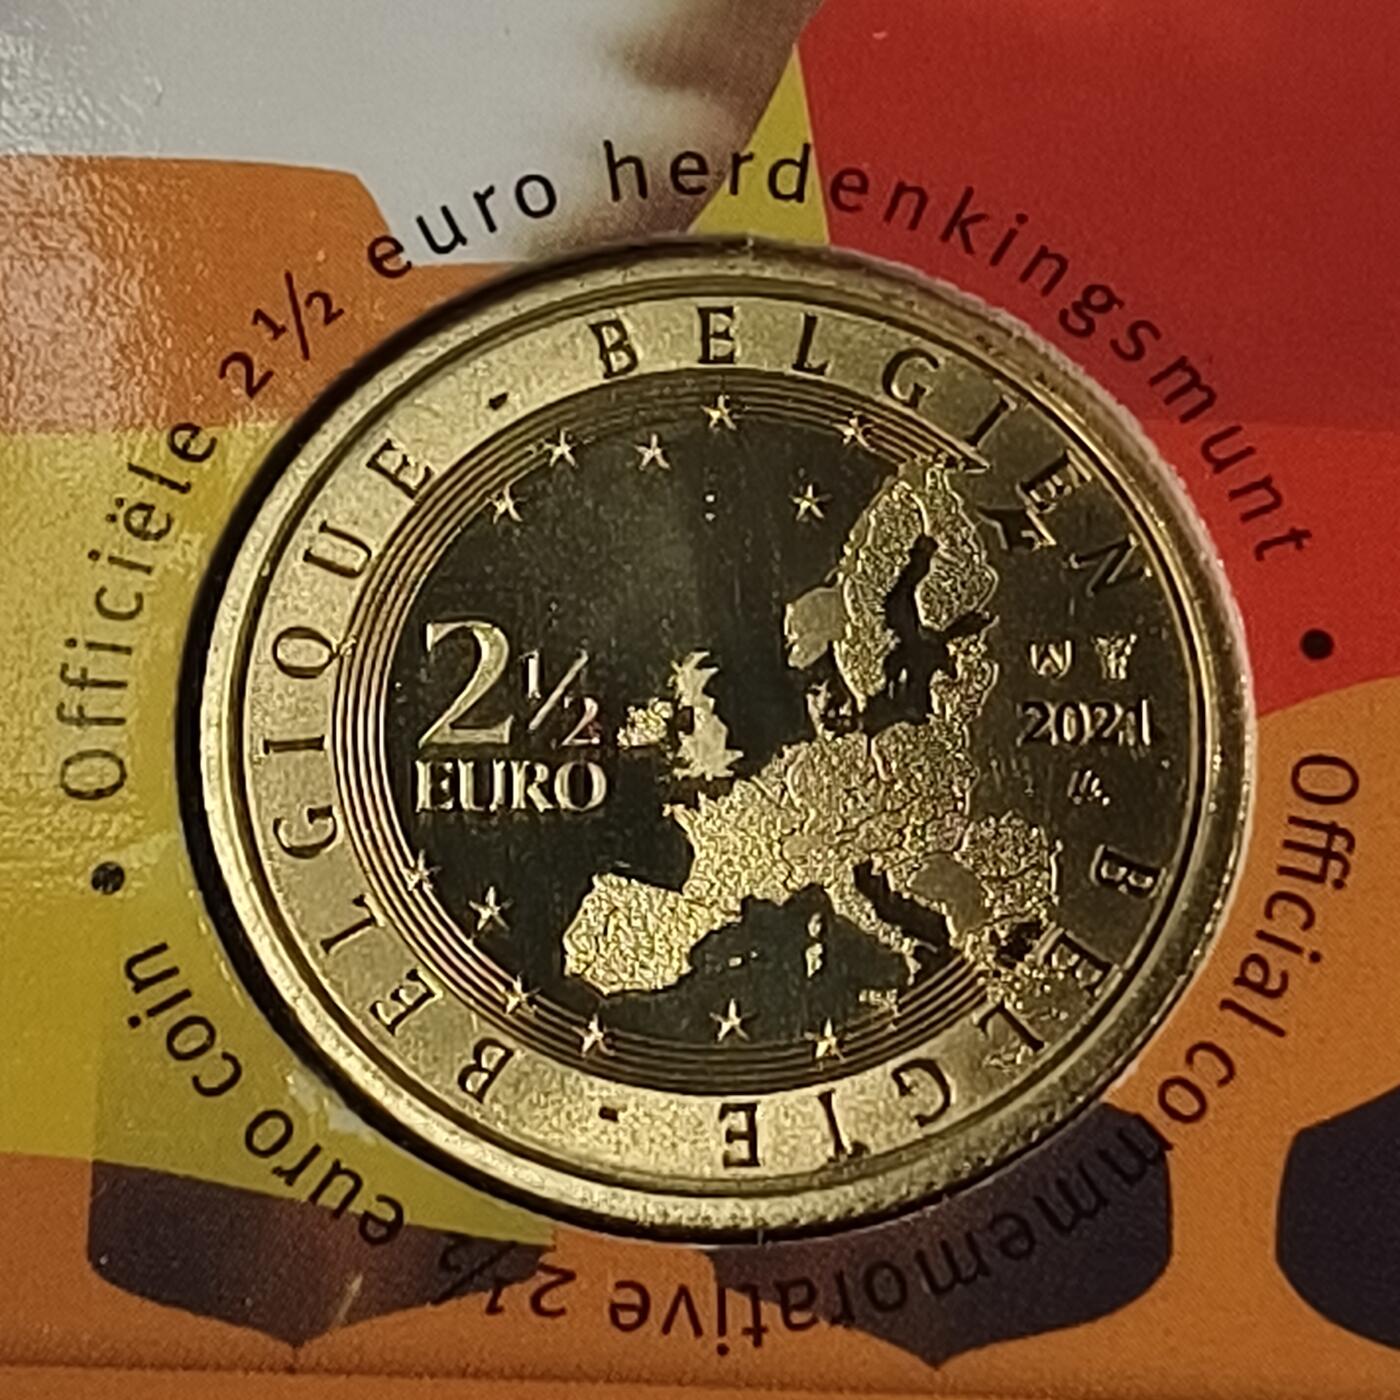 Officiële 2½ euro herdenkingsmunt
• Official commemorative 2½ euro coin •
BELGIQUE - BELGIEN
BELGIE - 
2½
EURO
2021